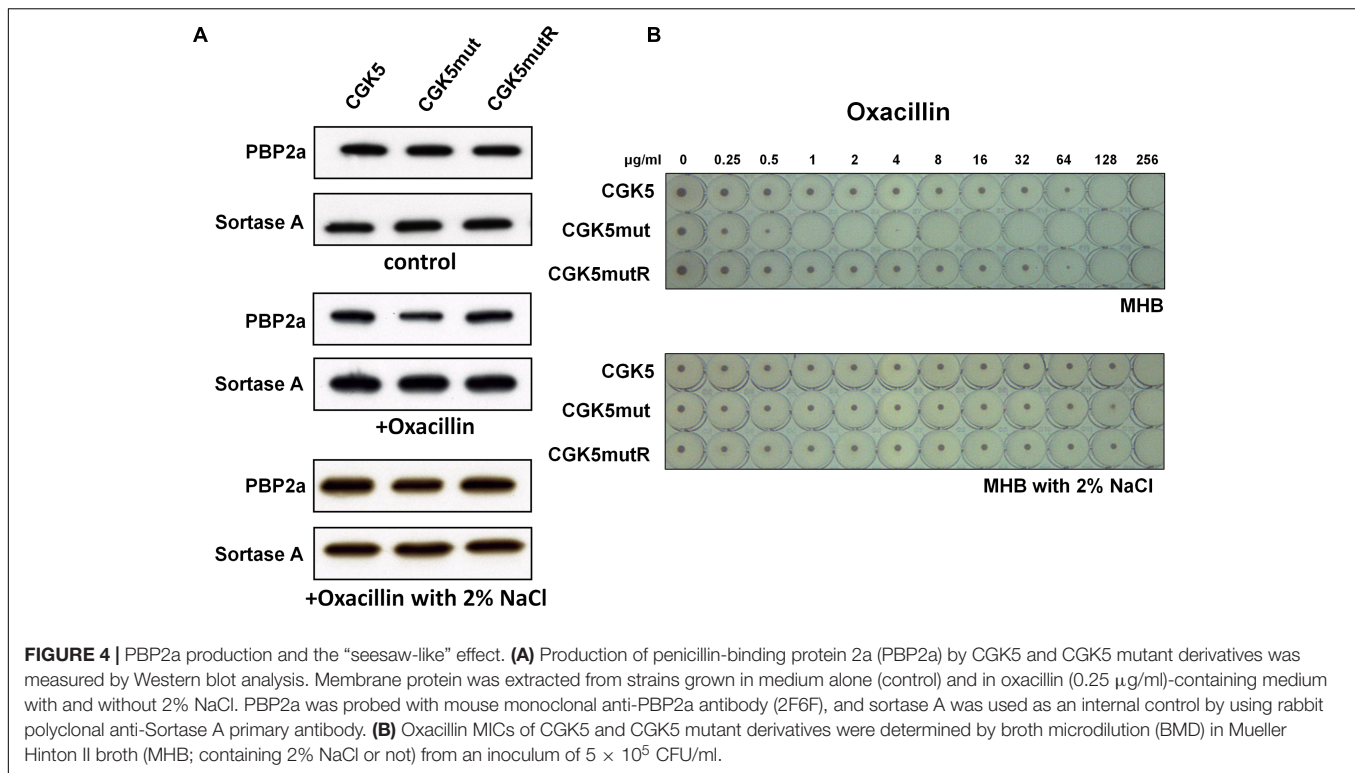 A
CGK5
CGK5mut
CGK5mutR
PBP2a
Sortase A
control
PBP2a
Sortase A
+Oxacillin
PBP2a
Sortase A
+Oxacillin with 2% NaCl
B
Oxacillin
µg/ml 0 0.25 0.5 1 2 4 8 16 32 64 128 256
CGK5
CGK5mut
CGK5mutR
MHB
CGK5
CGK5mut
CGK5mutR
MHB with 2% NaCl
FIGURE 4 | PBP2a production and the “seesaw-like” effect. (A) Production of penicillin-binding protein 2a (PBP2a) by CGK5 and CGK5 mutant derivatives was
measured by Western blot analysis. Membrane protein was extracted from strains grown in medium alone (control) and in oxacillin (0.25 µg/ml)-containing medium
with and without 2% NaCl. PBP2a was probed with mouse monoclonal anti-PBP2a antibody (2F6F), and sortase A was used as an internal control by using rabbit
polyclonal anti-Sortase A primary antibody. (B) Oxacillin MICs of CGK5 and CGK5 mutant derivatives were determined by broth microdilution (BMD) in Mueller
Hinton II broth (MHB; containing 2% NaCl or not) from an inoculum of 5 × 10⁵ CFU/ml.